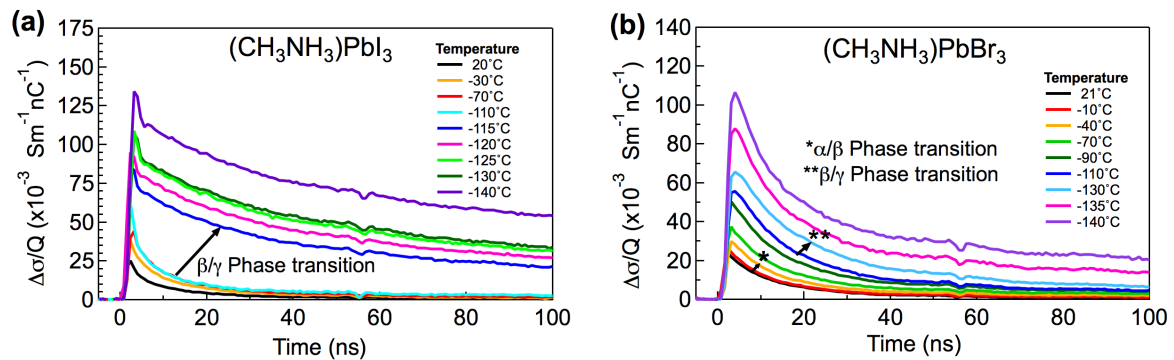 (a)
(CH3NH3)PbI3
Temperature
20˚C
-30˚C
-70˚C
-110˚C
-115˚C
-120˚C
-125˚C
-130˚C
-140˚C
β/γ Phase transition
175
150
125
100
75
50
25
0
Δσ/Q (x10⁻³ Sm⁻¹nC⁻¹)
0 20 40 60 80 100
Time (ns)
(b)
(CH3NH3)PbBr3
Temperature
21˚C
-10˚C
-40˚C
-70˚C
-90˚C
-110˚C
-130˚C
-135˚C
-140˚C
*α/β Phase transition
**β/γ Phase transition
**
*
140
120
100
80
60
40
20
0
Δσ/Q (x10⁻³ Sm⁻¹nC⁻¹)
0 20 40 60 80 100
Time (ns)